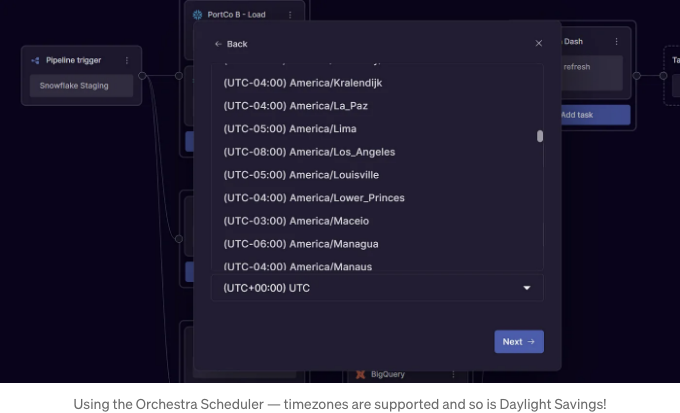 PortCo B - Load
Pipeline trigger
Snowflake Staging
← Back
Dash
refresh
Add task
(UTC-04:00) America/Kralendijk
(UTC-04:00) America/La_Paz
(UTC-05:00) America/Lima
(UTC-08:00) America/Los_Angeles
(UTC-05:00) America/Louisville
(UTC-04:00) America/Lower_Princes
(UTC-03:00) America/Maceio
(UTC-06:00) America/Managua
(UTC-04:00) America/Manaus
(UTC+00:00) UTC
Next →
BigQuery
Using the Orchestra Scheduler — timezones are supported and so is Daylight Savings!